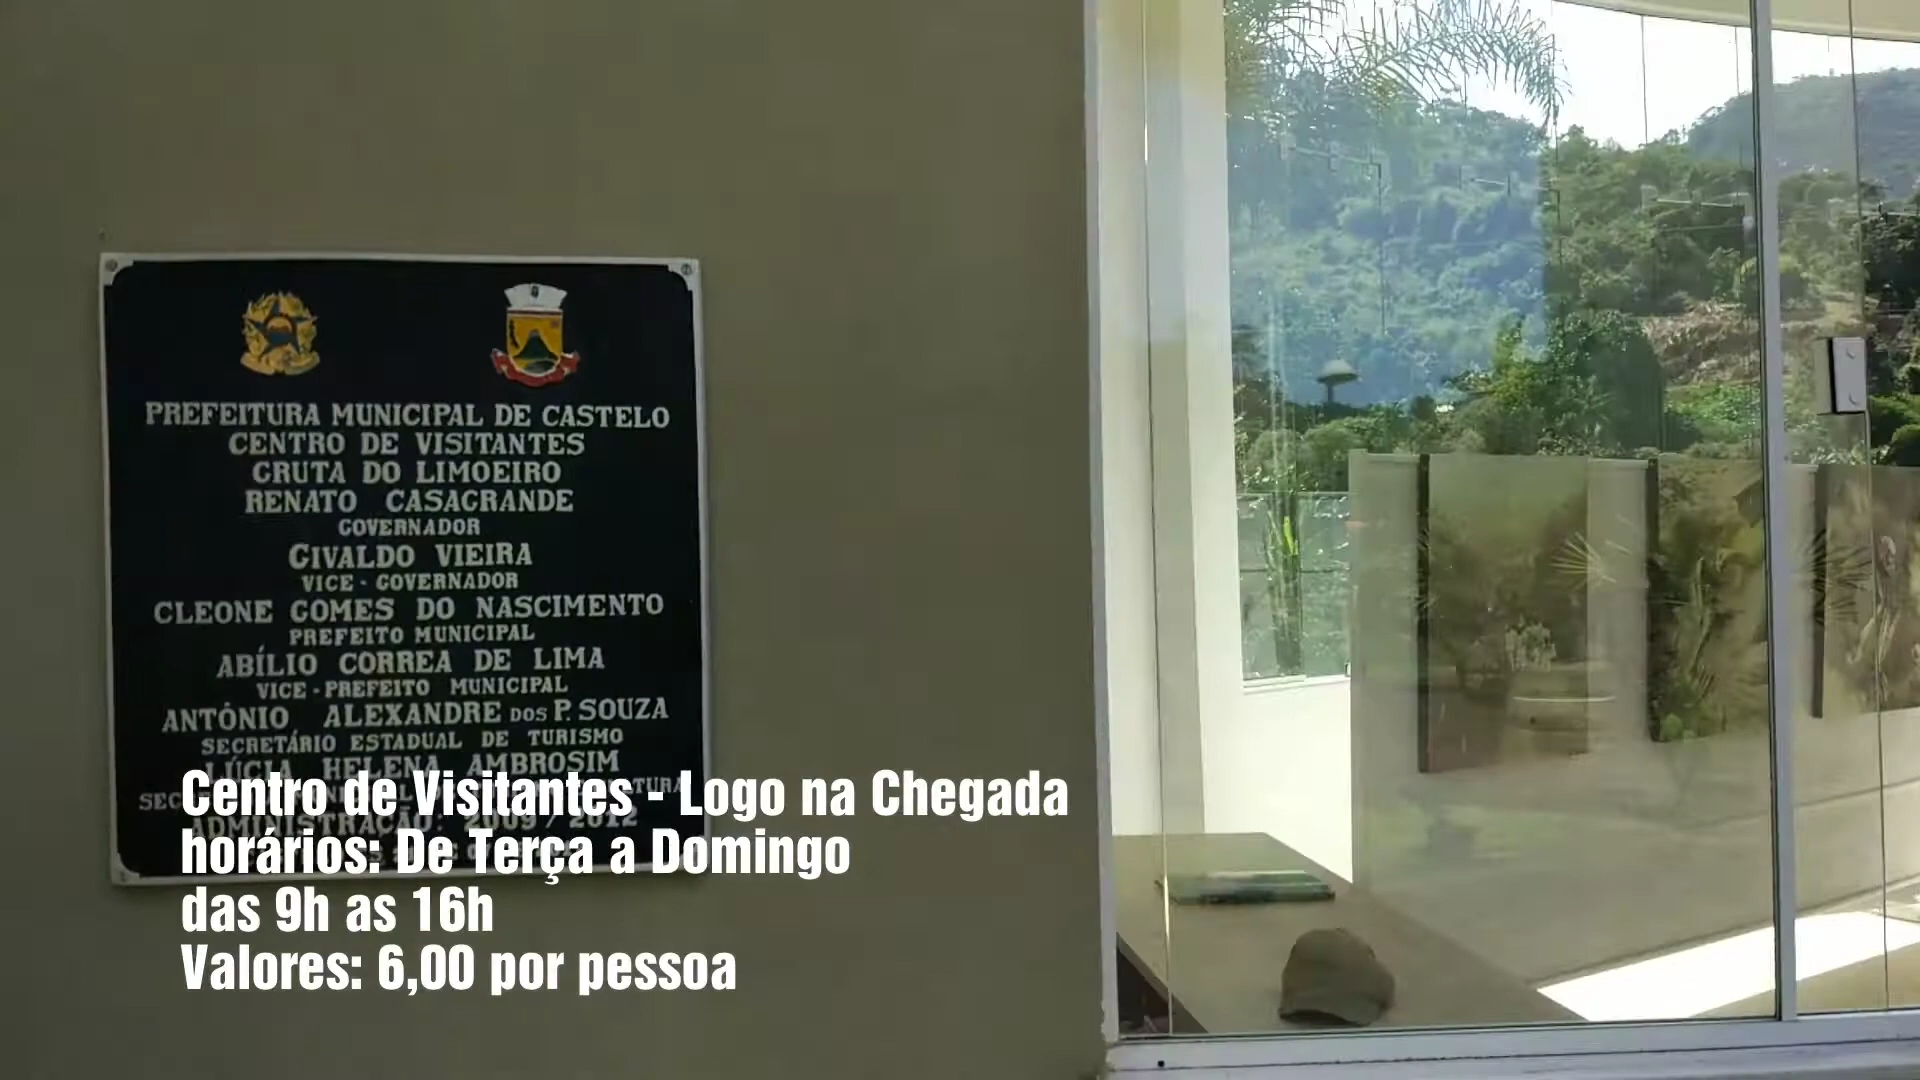 PREFEITURA MUNICIPAL DE CASTELO
CENTRO DE VISITANTES
GRUTA DO LIMOEIRO
RENATO CASAGRANDE
GOVERNADOR
GIVALDO VIEIRA
VICE - GOVERNADOR
CLEONE GOMES DO NASCIMENTO
PREFEITO MUNICIPAL
ABÍLIO CORREA DE LIMA
VICE - PREFEITO MUNICIPAL
ANTÔNIO ALEXANDRE DOS P. SOUZA
SECRETÁRIO ESTADUAL DE TURISMO
LÚCIA HELENA AMBROSIM
ADMINISTRAÇÃO: 2009 / 2012
Centro de Visitantes - Logo na Chegada
horários: De Terça a Domingo
das 9h as 16h
Valores: 6,00 por pessoa